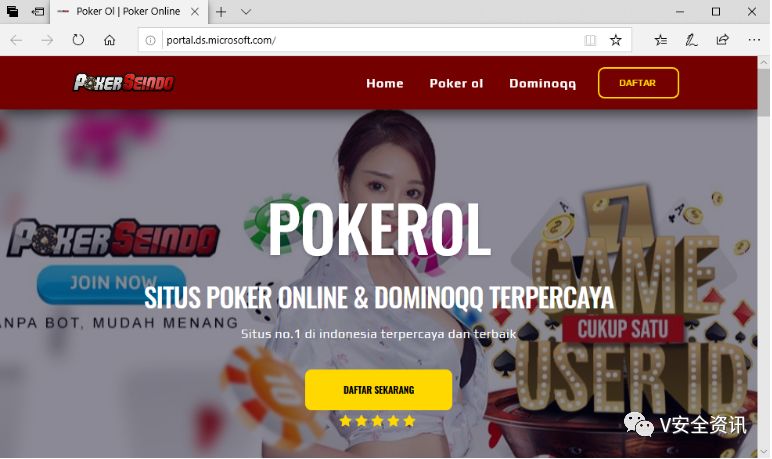 Poker Ol | Poker Online
portal.ds.microsoft.com/
POKERSEINDO
Home
Poker ol
Dominoqq
DAFTAR
POKERSEINDO
JOIN NOW
ANPA BOT, MUDAH MENANG
POKEROL
SITUS POKER ONLINE & DOMINOQQ TERPERCAYA
Situs no.1 di indonesia terpercaya dan terbaik
DAFTAR SEKARANG
7
GAME
CUKUP SATU
USER ID
V安全资讯